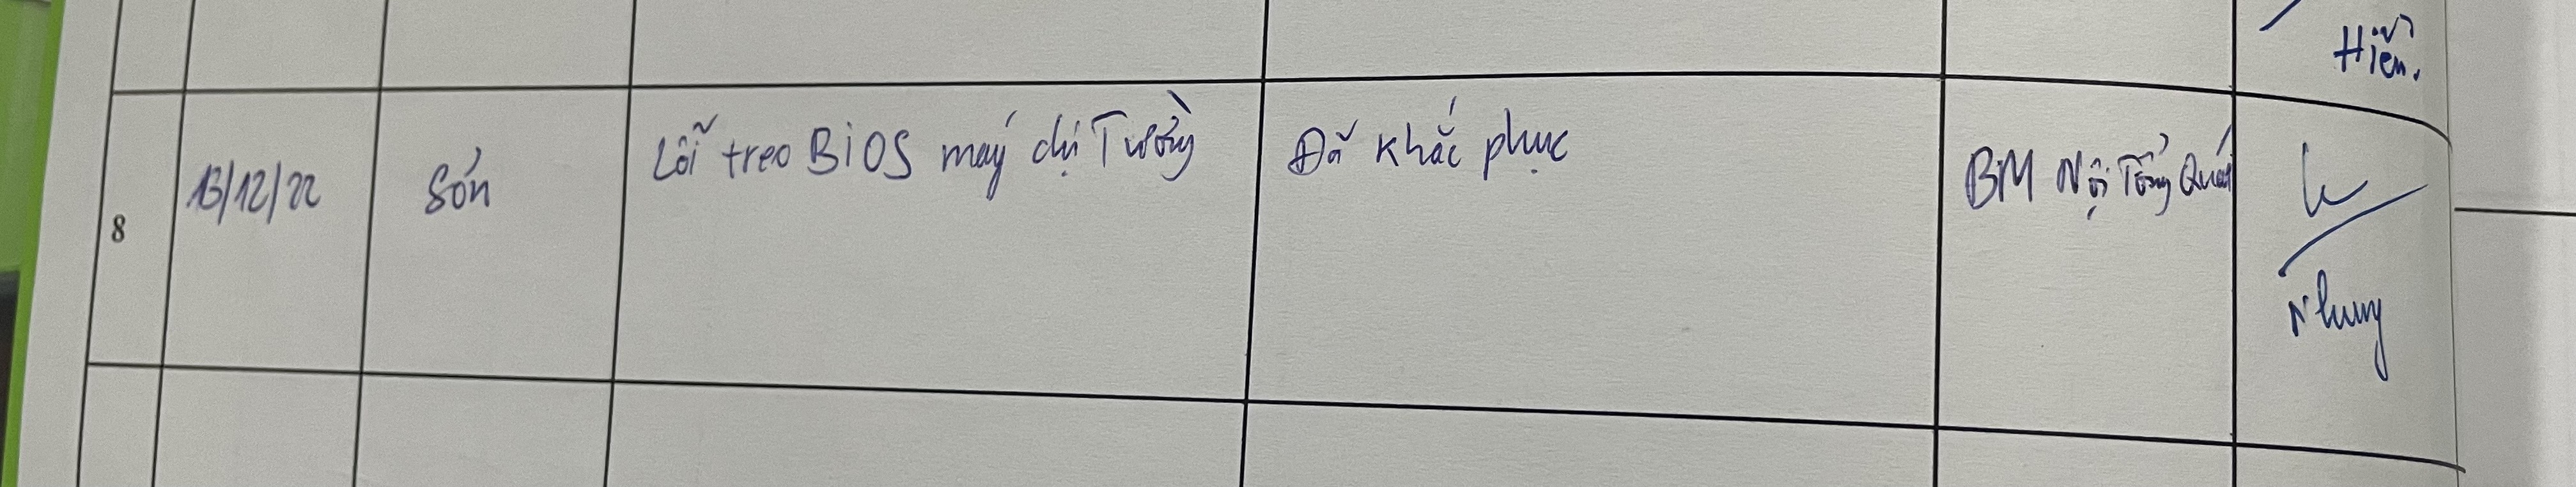 Hiền.
8
13/12/22
Sơn
Lỗi treo BiOS máy chị Tường
Đã khắc phục
BM Nội Tổng Quát
Nhung